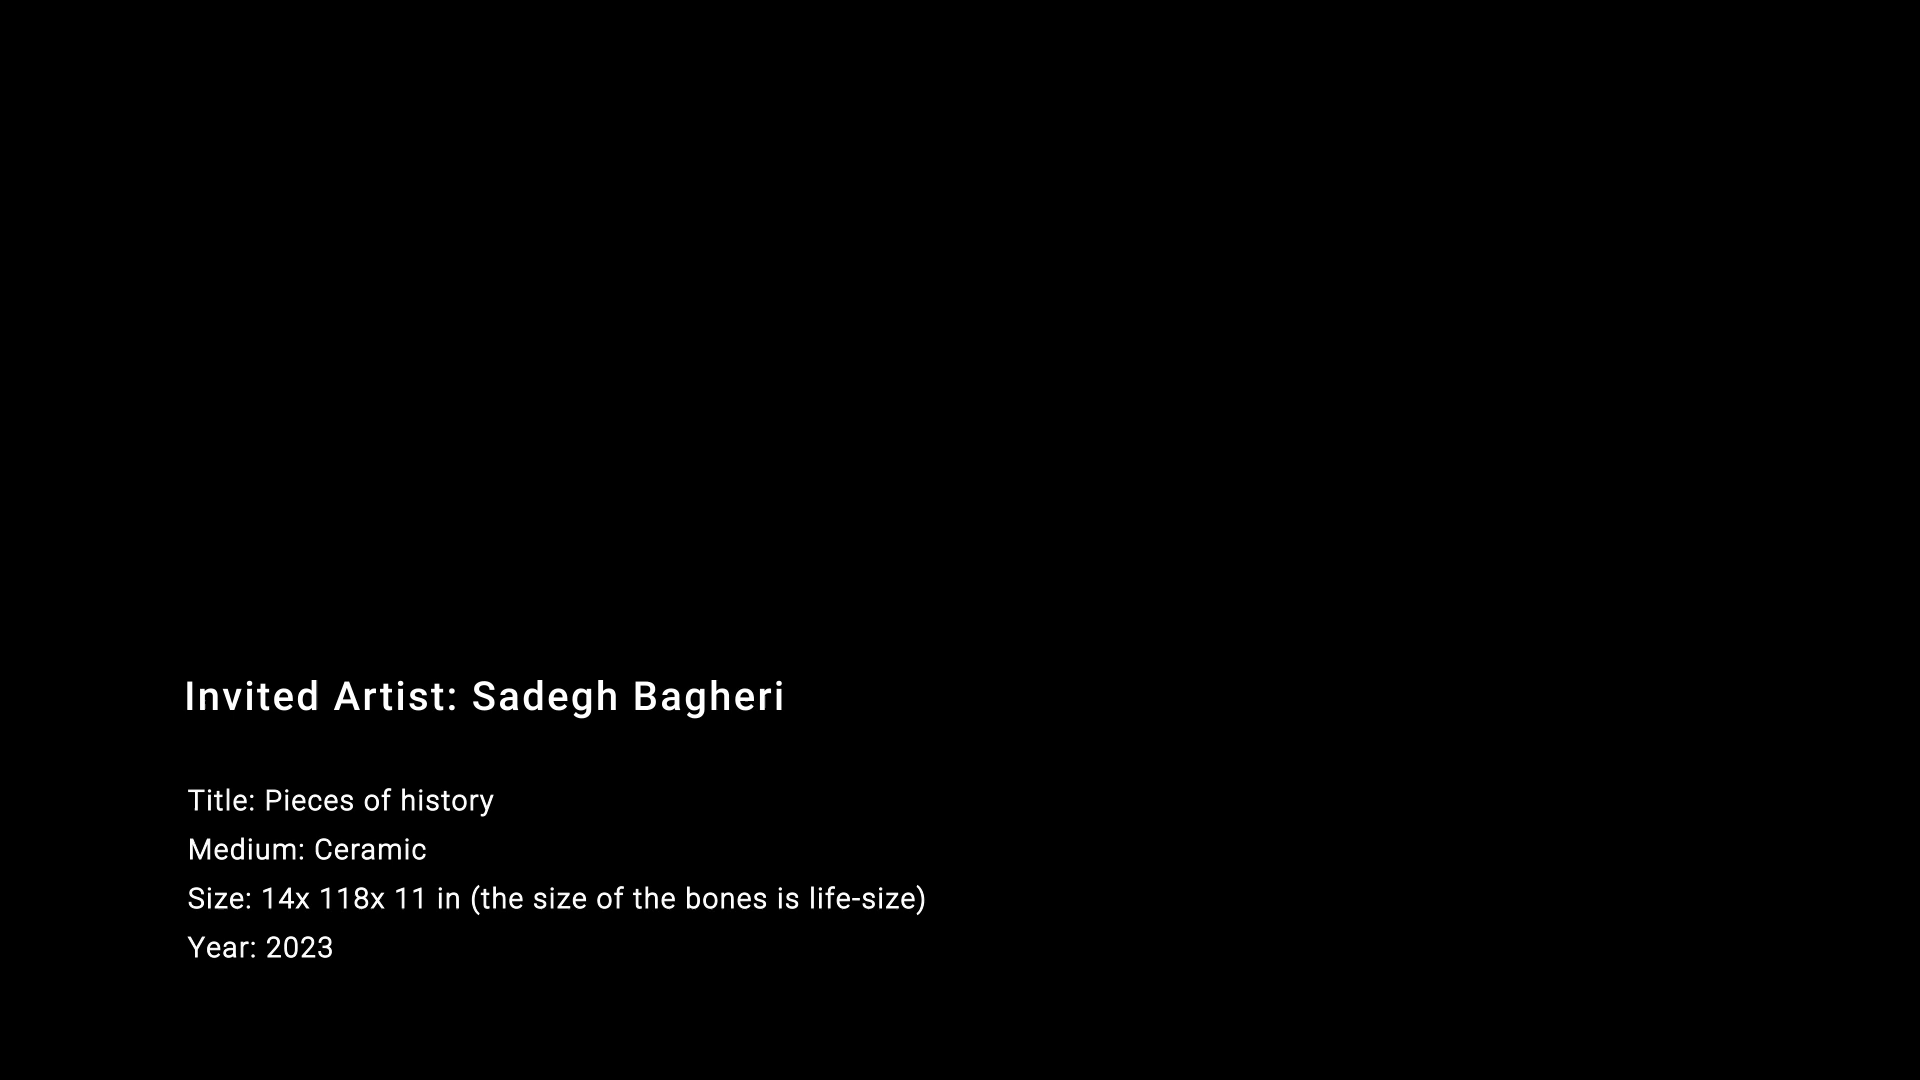 Invited Artist: Sadegh Bagheri
Title: Pieces of history
Medium: Ceramic
Size: 14x 118x 11 in (the size of the bones is life-size)
Year: 2023